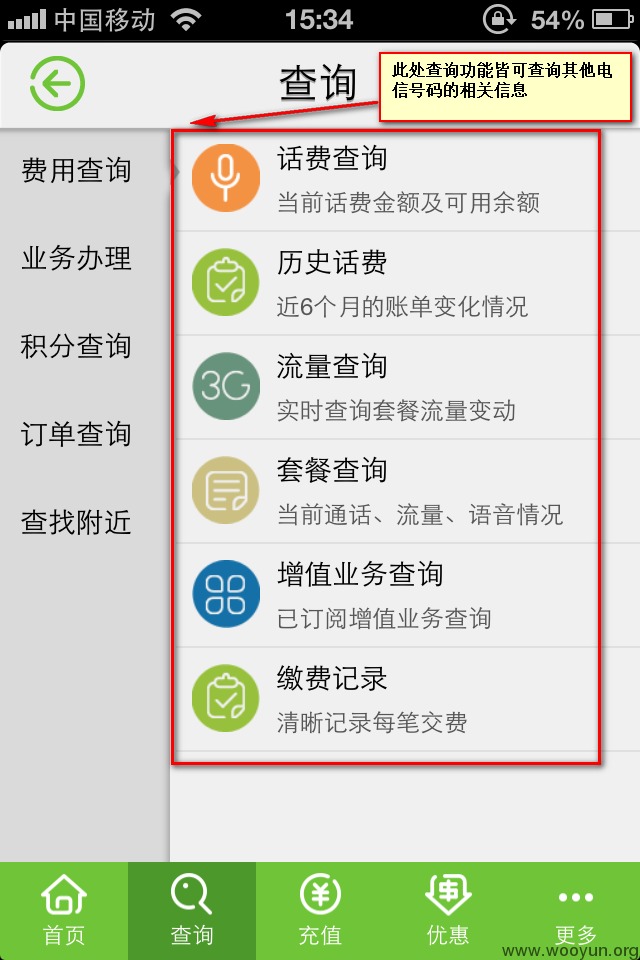 中国移动 15:34 54%
查询
此处查询功能皆可查询其他电
信号码的相关信息
费用查询
业务办理
积分查询
订单查询
查找附近
话费查询
当前话费金额及可用余额
历史话费
近6个月的账单变化情况
3G
流量查询
实时查询套餐流量变动
套餐查询
当前通话、流量、语音情况
增值业务查询
已订阅增值业务查询
缴费记录
清晰记录每笔交费
首页
查询
充值
优惠
更多
www.wooyun.org